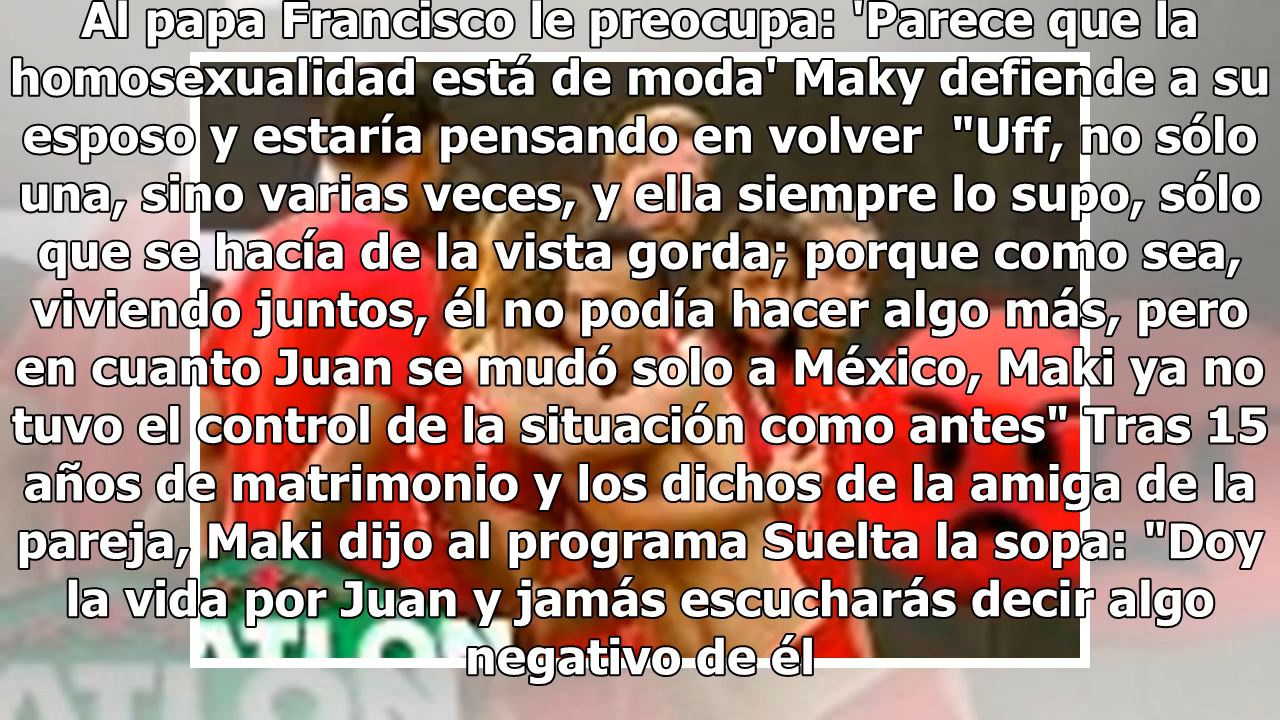 Al papa Francisco le preocupa: 'Parece que la
homosexualidad está de moda' Maky defiende a su
esposo y estaría pensando en volver  "Uff, no sólo
una, sino varias veces, y ella siempre lo supo, sólo
que se hacía de la vista gorda; porque como sea,
viviendo juntos, él no podía hacer algo más, pero
en cuanto Juan se mudó solo a México, Maki ya no
tuvo el control de la situación como antes" Tras 15
años de matrimonio y los dichos de la amiga de la
pareja, Maki dijo al programa Suelta la sopa: "Doy
la vida por Juan y jamás escucharás decir algo
negativo de él
ATLON